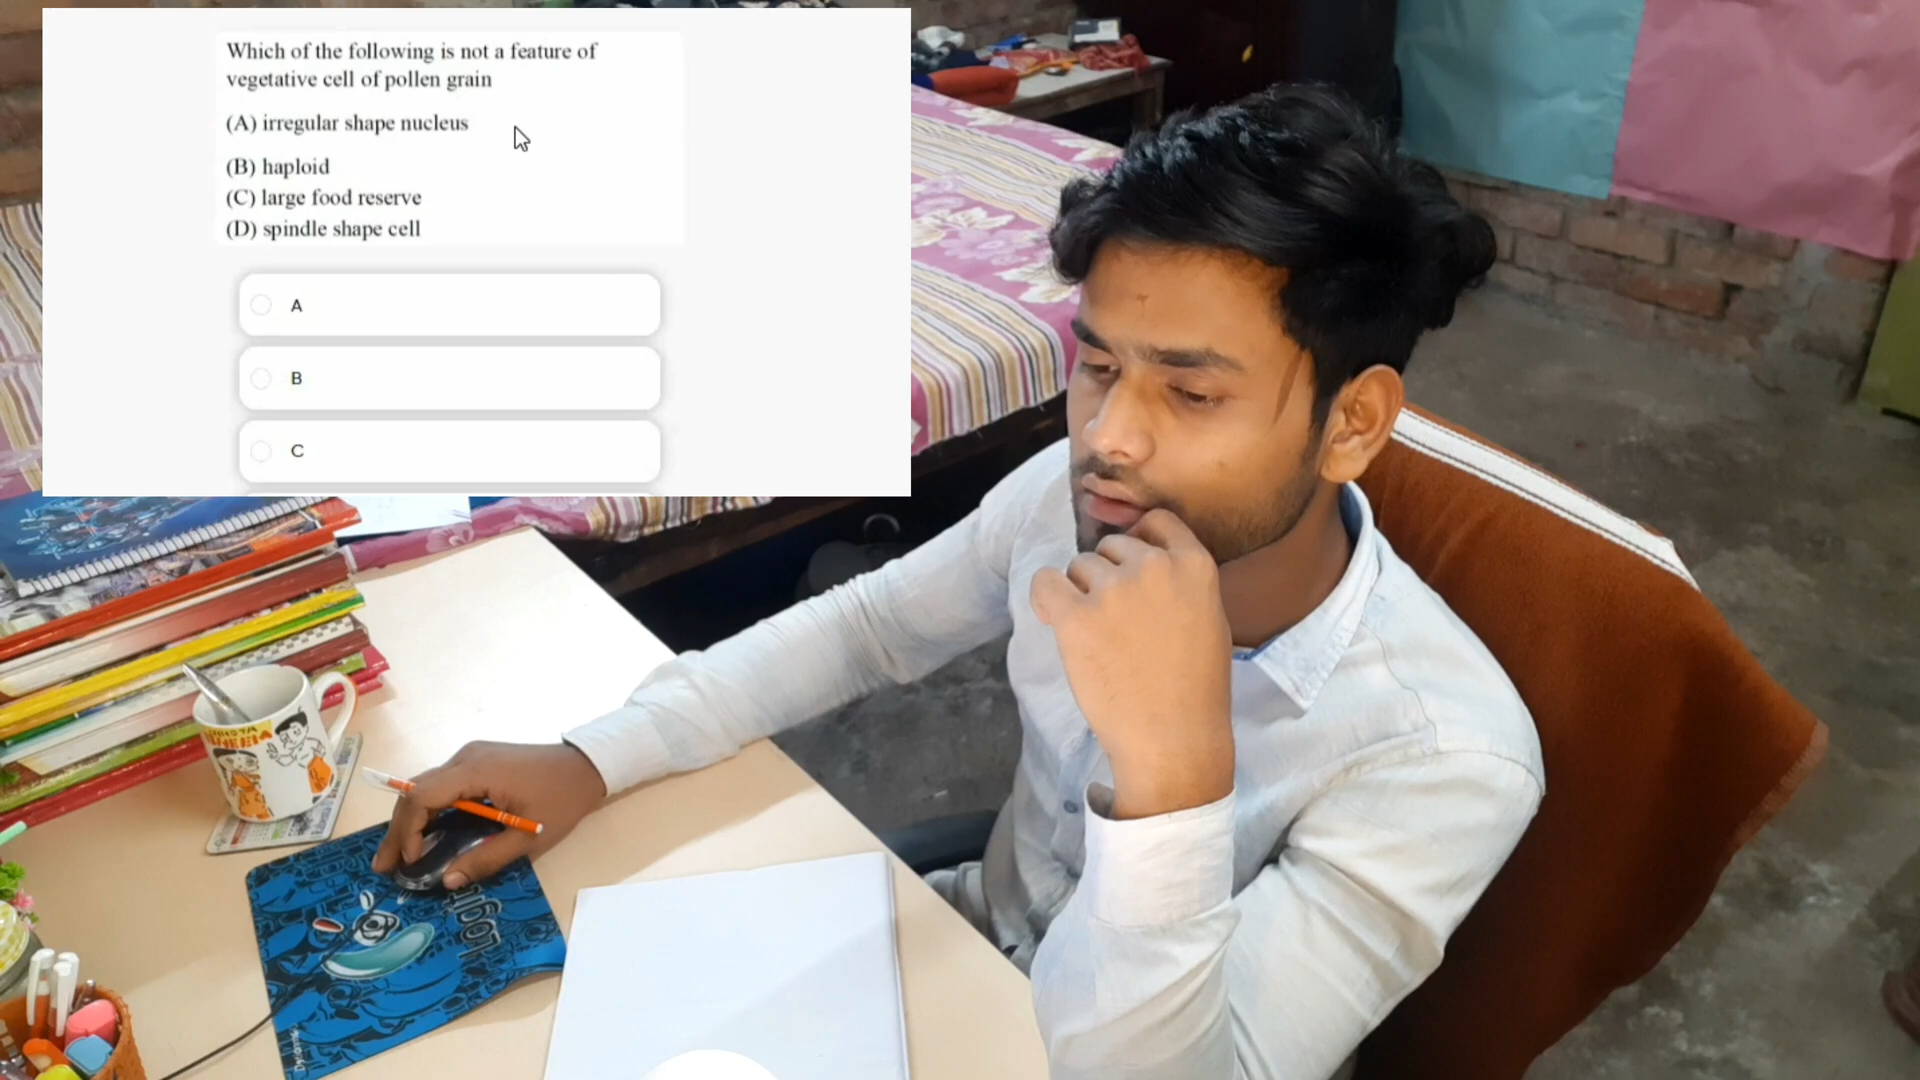 Which of the following is not a feature of
vegetative cell of pollen grain
(A) irregular shape nucleus
(B) haploid
(C) large food reserve
(D) spindle shape cell
A
B
C